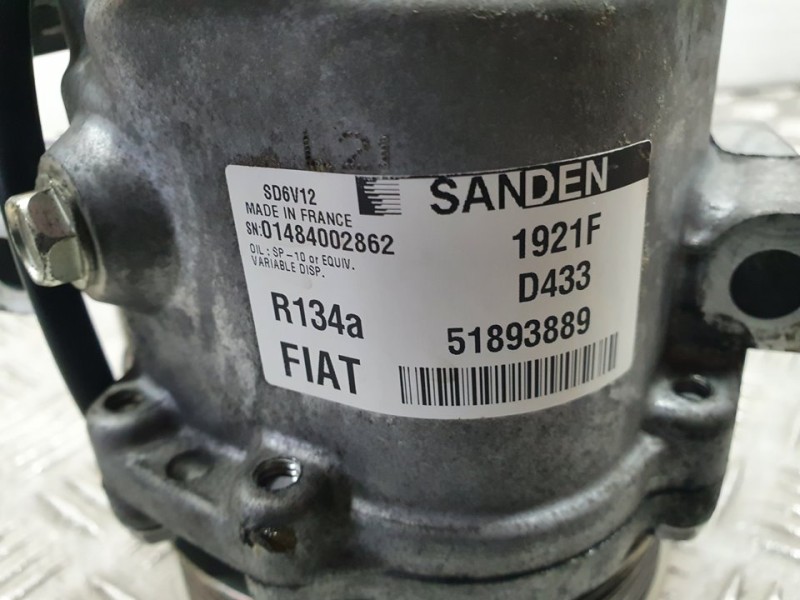 SD6V12
MADE IN FRANCE
SN:01484002862
OIL : SP-10 or EQUIV.
VARIABLE DISP.
R134a
FIAT
SANDEN
1921F
D433
51893889